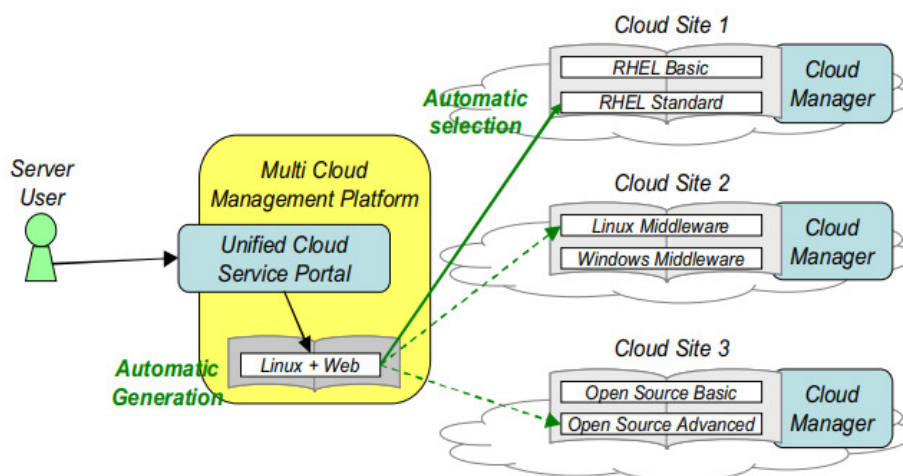 Server
User
Multi Cloud
Management Platform
Unified Cloud
Service Portal
Linux + Web
Automatic
Generation
Automatic
selection
Cloud Site 1
RHEL Basic
RHEL Standard
Cloud
Manager
Cloud Site 2
Linux Middleware
Windows Middleware
Cloud
Manager
Cloud Site 3
Open Source Basic
Open Source Advanced
Cloud
Manager